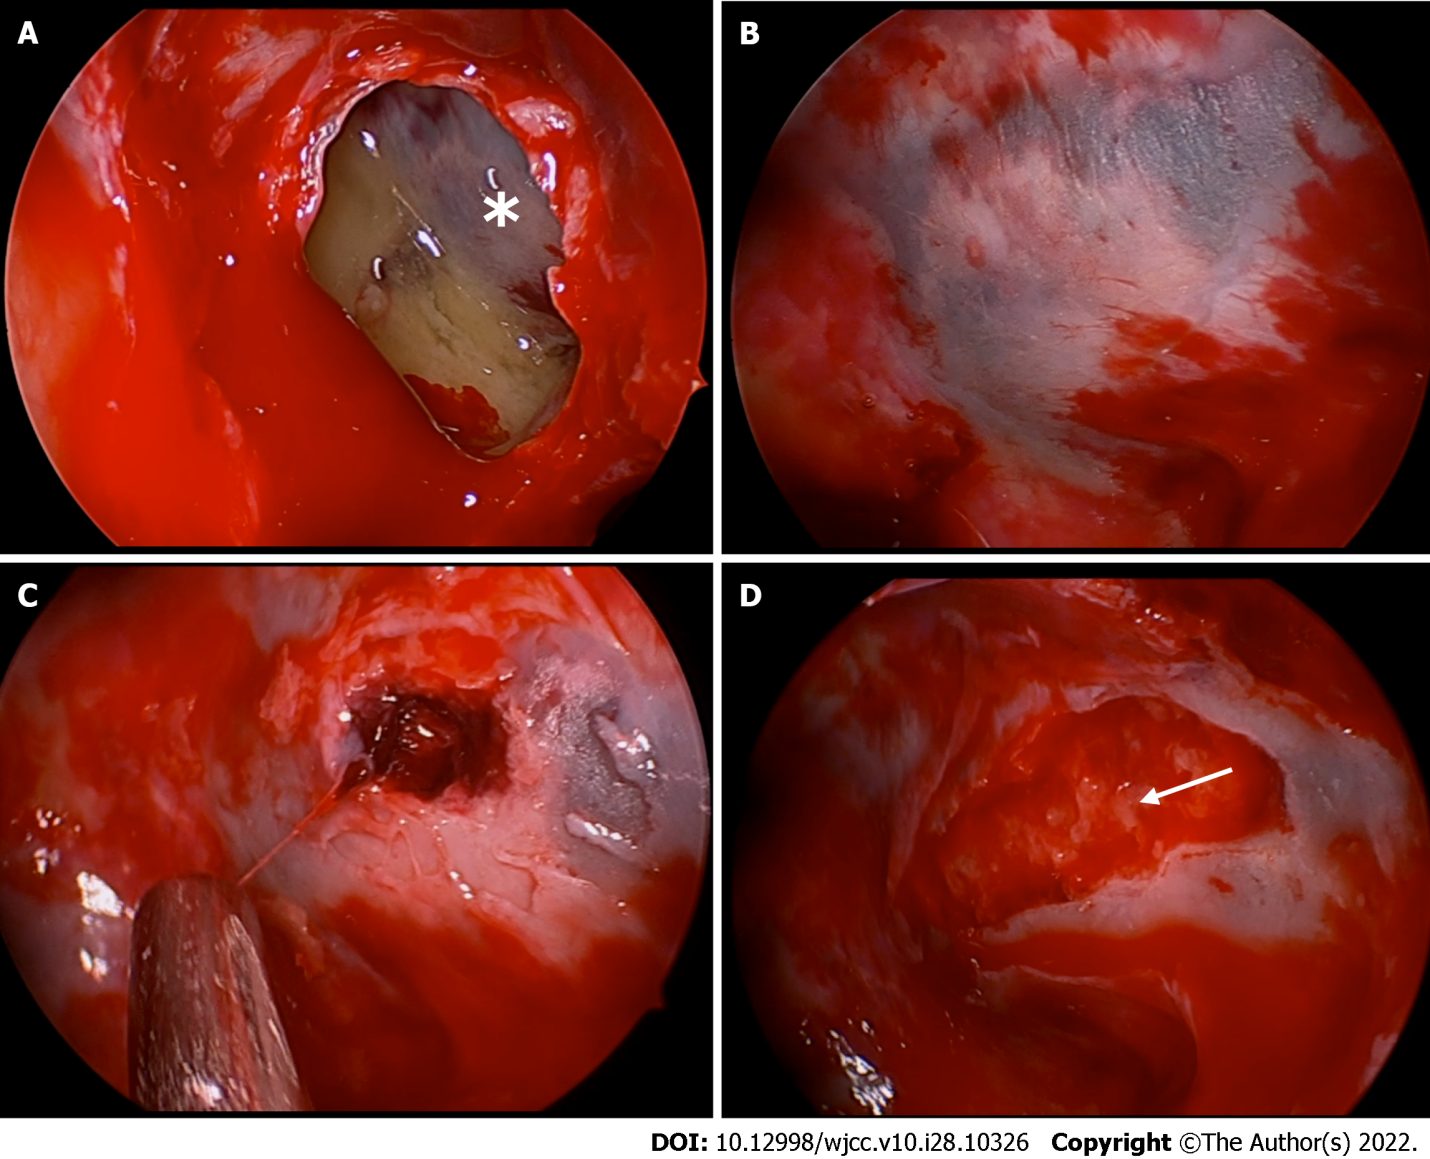 A
B
C
D
DOI: 10.12998/wjcc.v10.i28.10326 Copyright ©The Author(s) 2022.